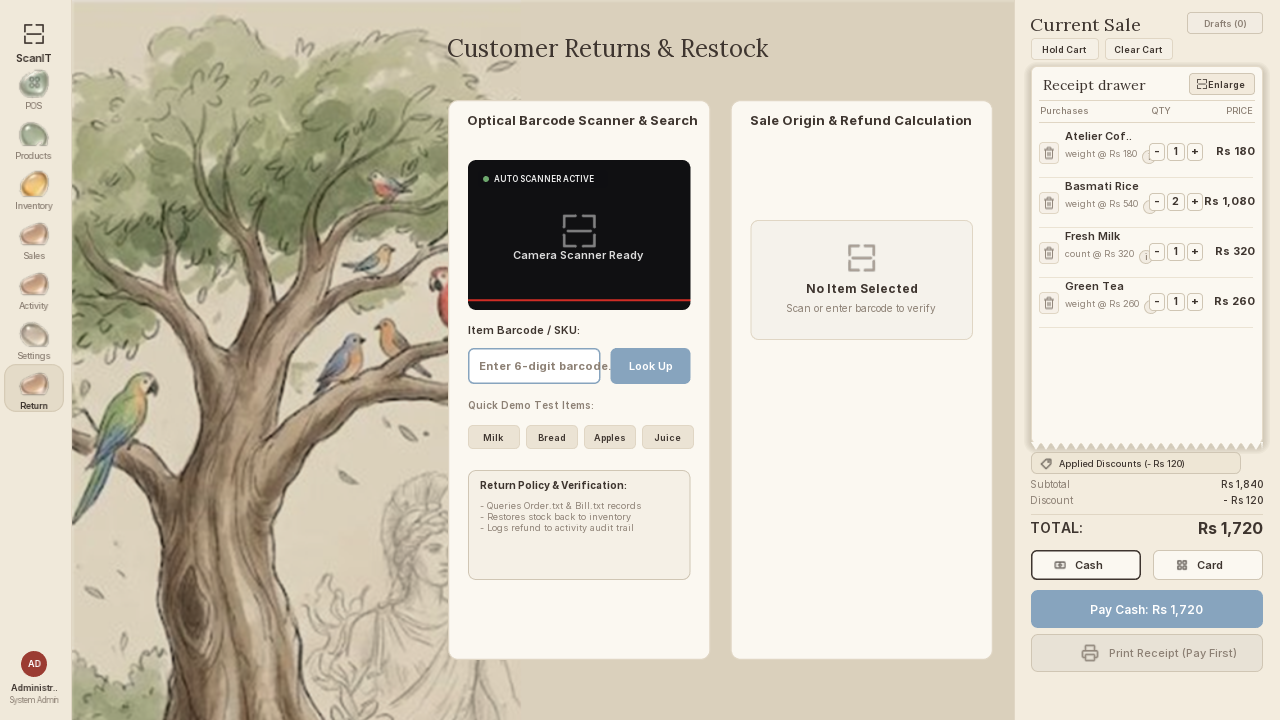 ScanIT
POS
Products
Inventory
Sales
Activity
Settings
Return
AD
Administr..
System Admin
Customer Returns & Restock
Optical Barcode Scanner & Search
AUTO SCANNER ACTIVE
Camera Scanner Ready
Item Barcode / SKU:
Enter 6-digit barcode.
Look Up
Quick Demo Test Items:
Milk
Bread
Apples
Juice
Return Policy & Verification:
- Queries Order.txt & Bill.txt records
- Restores stock back to inventory
- Logs refund to activity audit trail
Sale Origin & Refund Calculation
No Item Selected
Scan or enter barcode to verify
Current Sale
Drafts (0)
Hold Cart
Clear Cart
Receipt drawer
Enlarge
Purchases QTY PRICE
Atelier Cof..
weight @ Rs 180 - 1 + Rs 180
Basmati Rice
weight @ Rs 540 - 2 + Rs 1,080
Fresh Milk
count @ Rs 320 i - 1 + Rs 320
Green Tea
weight @ Rs 260 - 1 + Rs 260
Applied Discounts (- Rs 120)
Subtotal Rs 1,840
Discount - Rs 120
TOTAL: Rs 1,720
Cash
Card
Pay Cash: Rs 1,720
Print Receipt (Pay First)